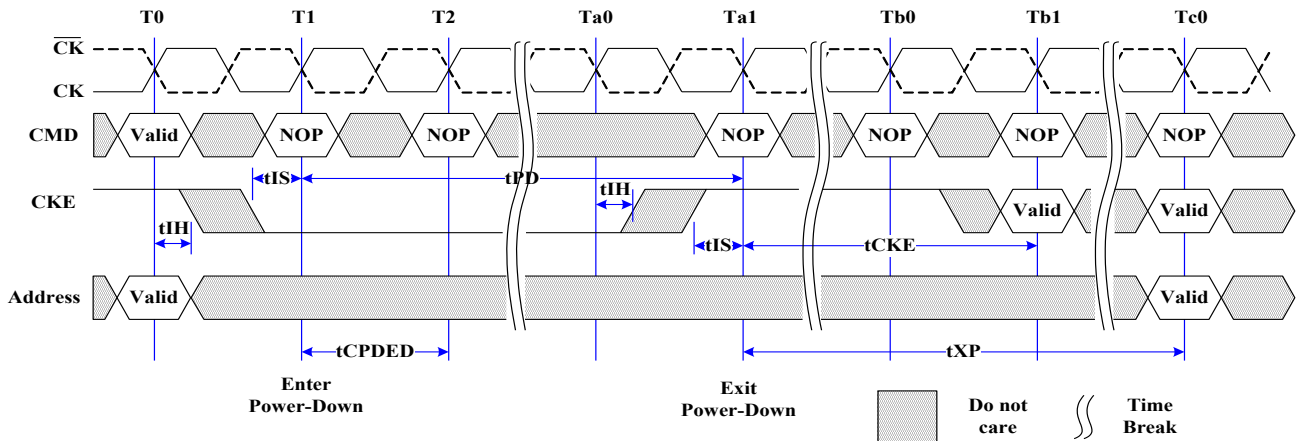 T0 T1 T2 Ta0 Ta1 Tb0 Tb1 Tc0
CK
CK
CMD Valid NOP NOP NOP NOP NOP NOP
tIS tPD tIH
CKE Valid Valid
tIH tIS tCKE
Address Valid Valid
tCPDED tXP
Enter
Power-Down
Exit
Power-Down
Do not
care
Time
Break